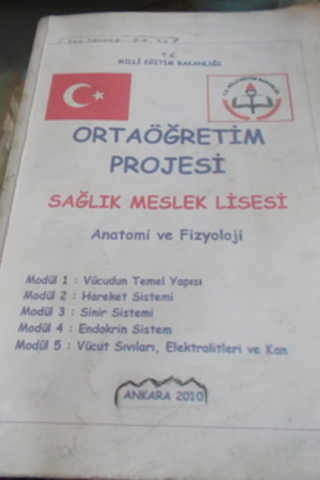 T.C.
MİLLİ EĞİTİM BAKANLIĞI
ORTAÖĞRETİM
PROJESİ
SAĞLIK MESLEK LİSESİ
Anatomi ve Fizyoloji
Modül 1 : Vücudun Temel Yapısı
Modül 2 : Hareket Sistemi
Modül 3 : Sinir Sistemi
Modül 4 : Endokrin Sistem
Modül 5 : Vücut Sıvıları, Elektrolitleri ve Kan
ANKARA 2010